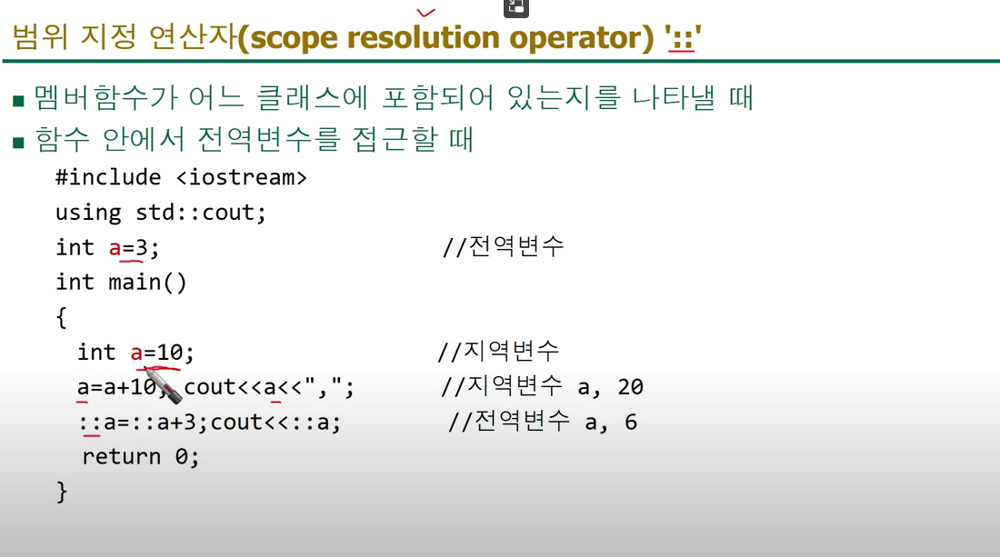 범위 지정 연산자(scope resolution operator) '::'
■ 멤버함수가 어느 클래스에 포함되어 있는지를 나타낼 때
■ 함수 안에서 전역변수를 접근할 때
#include <iostream>
using std::cout;
int a=3; //전역변수
int main()
{
int a=10; //지역변수
a=a+10; cout<<a<<","; //지역변수 a, 20
::a=::a+3;cout<<::a; //전역변수 a, 6
return 0;
}